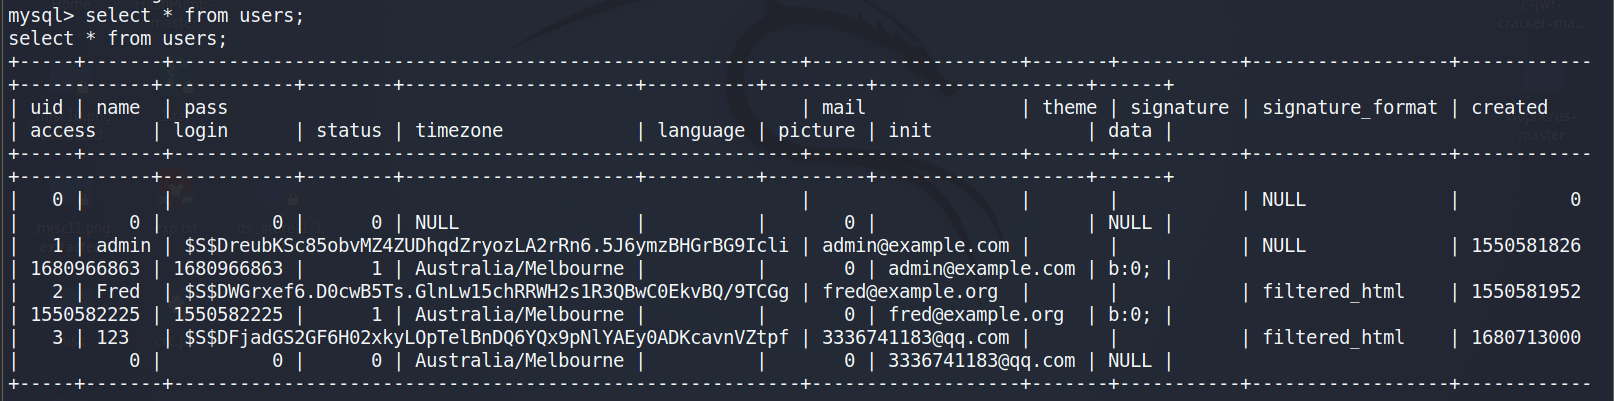 mysql> select * from users;
select * from users;
+-----+-------+---------------------------------------------------------+-------------------+-------+-----------+------------------+------------
+------------+------------+--------+---------------------+----------+---------+-------------------+------+
| uid | name  | pass                                                    | mail              | theme | signature | signature_format | created
| access     | login      | status | timezone            | language | picture | init              | data |
+-----+-------+---------------------------------------------------------+-------------------+-------+-----------+------------------+------------
+------------+------------+--------+---------------------+----------+---------+-------------------+------+
|   0 |       |                                                         |                   |       |           | NULL             |          0
|          0 |          0 |      0 | NULL                |          |       0 |                   | NULL |
|   1 | admin | $S$DreubKSc85obvMZ4ZUDhqdZryozLA2rRn6.5J6ymzBHGrBG9Icli | admin@example.com |       |           | NULL             | 1550581826
| 1680966863 | 1680966863 |      1 | Australia/Melbourne |          |       0 | admin@example.com | b:0; |
|   2 | Fred  | $S$DWGrxef6.D0cwB5Ts.GlnLw15chRRWH2s1R3QBwC0EkvBQ/9TCGg | fred@example.org  |       |           | filtered_html    | 1550581952
| 1550582225 | 1550582225 |      1 | Australia/Melbourne |          |       0 | fred@example.org  | b:0; |
|   3 | 123   | $S$DFjadGS2GF6H02xkyLOpTelBnDQ6YQx9pNlYAEy0ADKcavnVZtpf | 3336741183@qq.com |       |           | filtered_html    | 1680713000
|          0 |          0 |      0 | Australia/Melbourne |          |       0 | 3336741183@qq.com | NULL |
+-----+-------+---------------------------------------------------------+-------------------+-------+-----------+------------------+------------